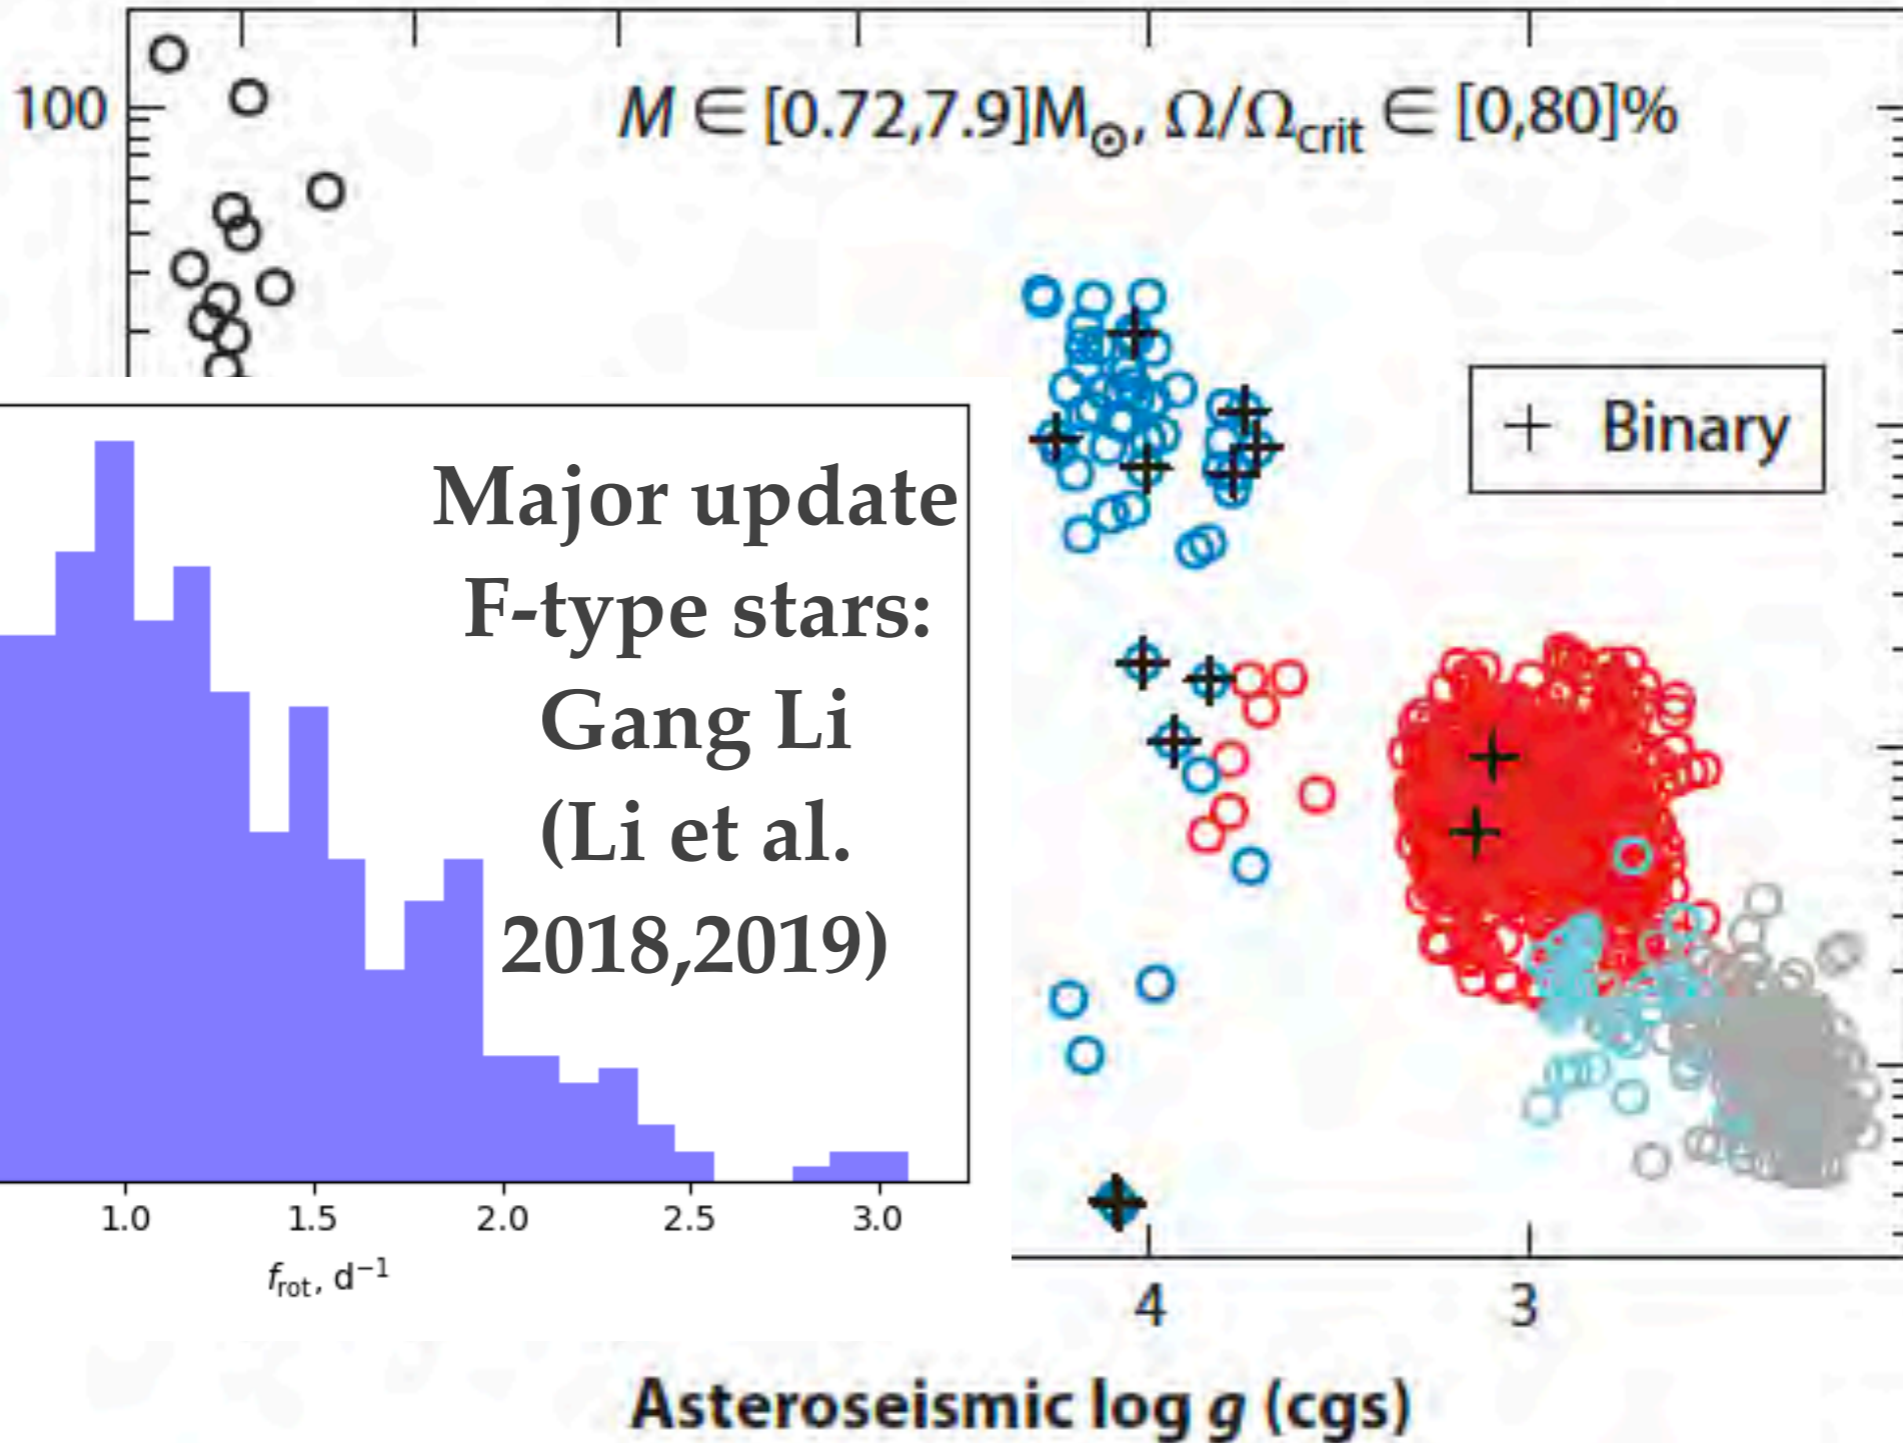 100
M ∈ [0.72,7.9]M⊙, Ω/Ωcrit ∈ [0,80]%
+ Binary
Major update
F-type stars:
Gang Li
(Li et al.
2018,2019)
1.0 1.5 2.0 2.5 3.0
frot, d⁻¹
4 3
Asteroseismic log g (cgs)